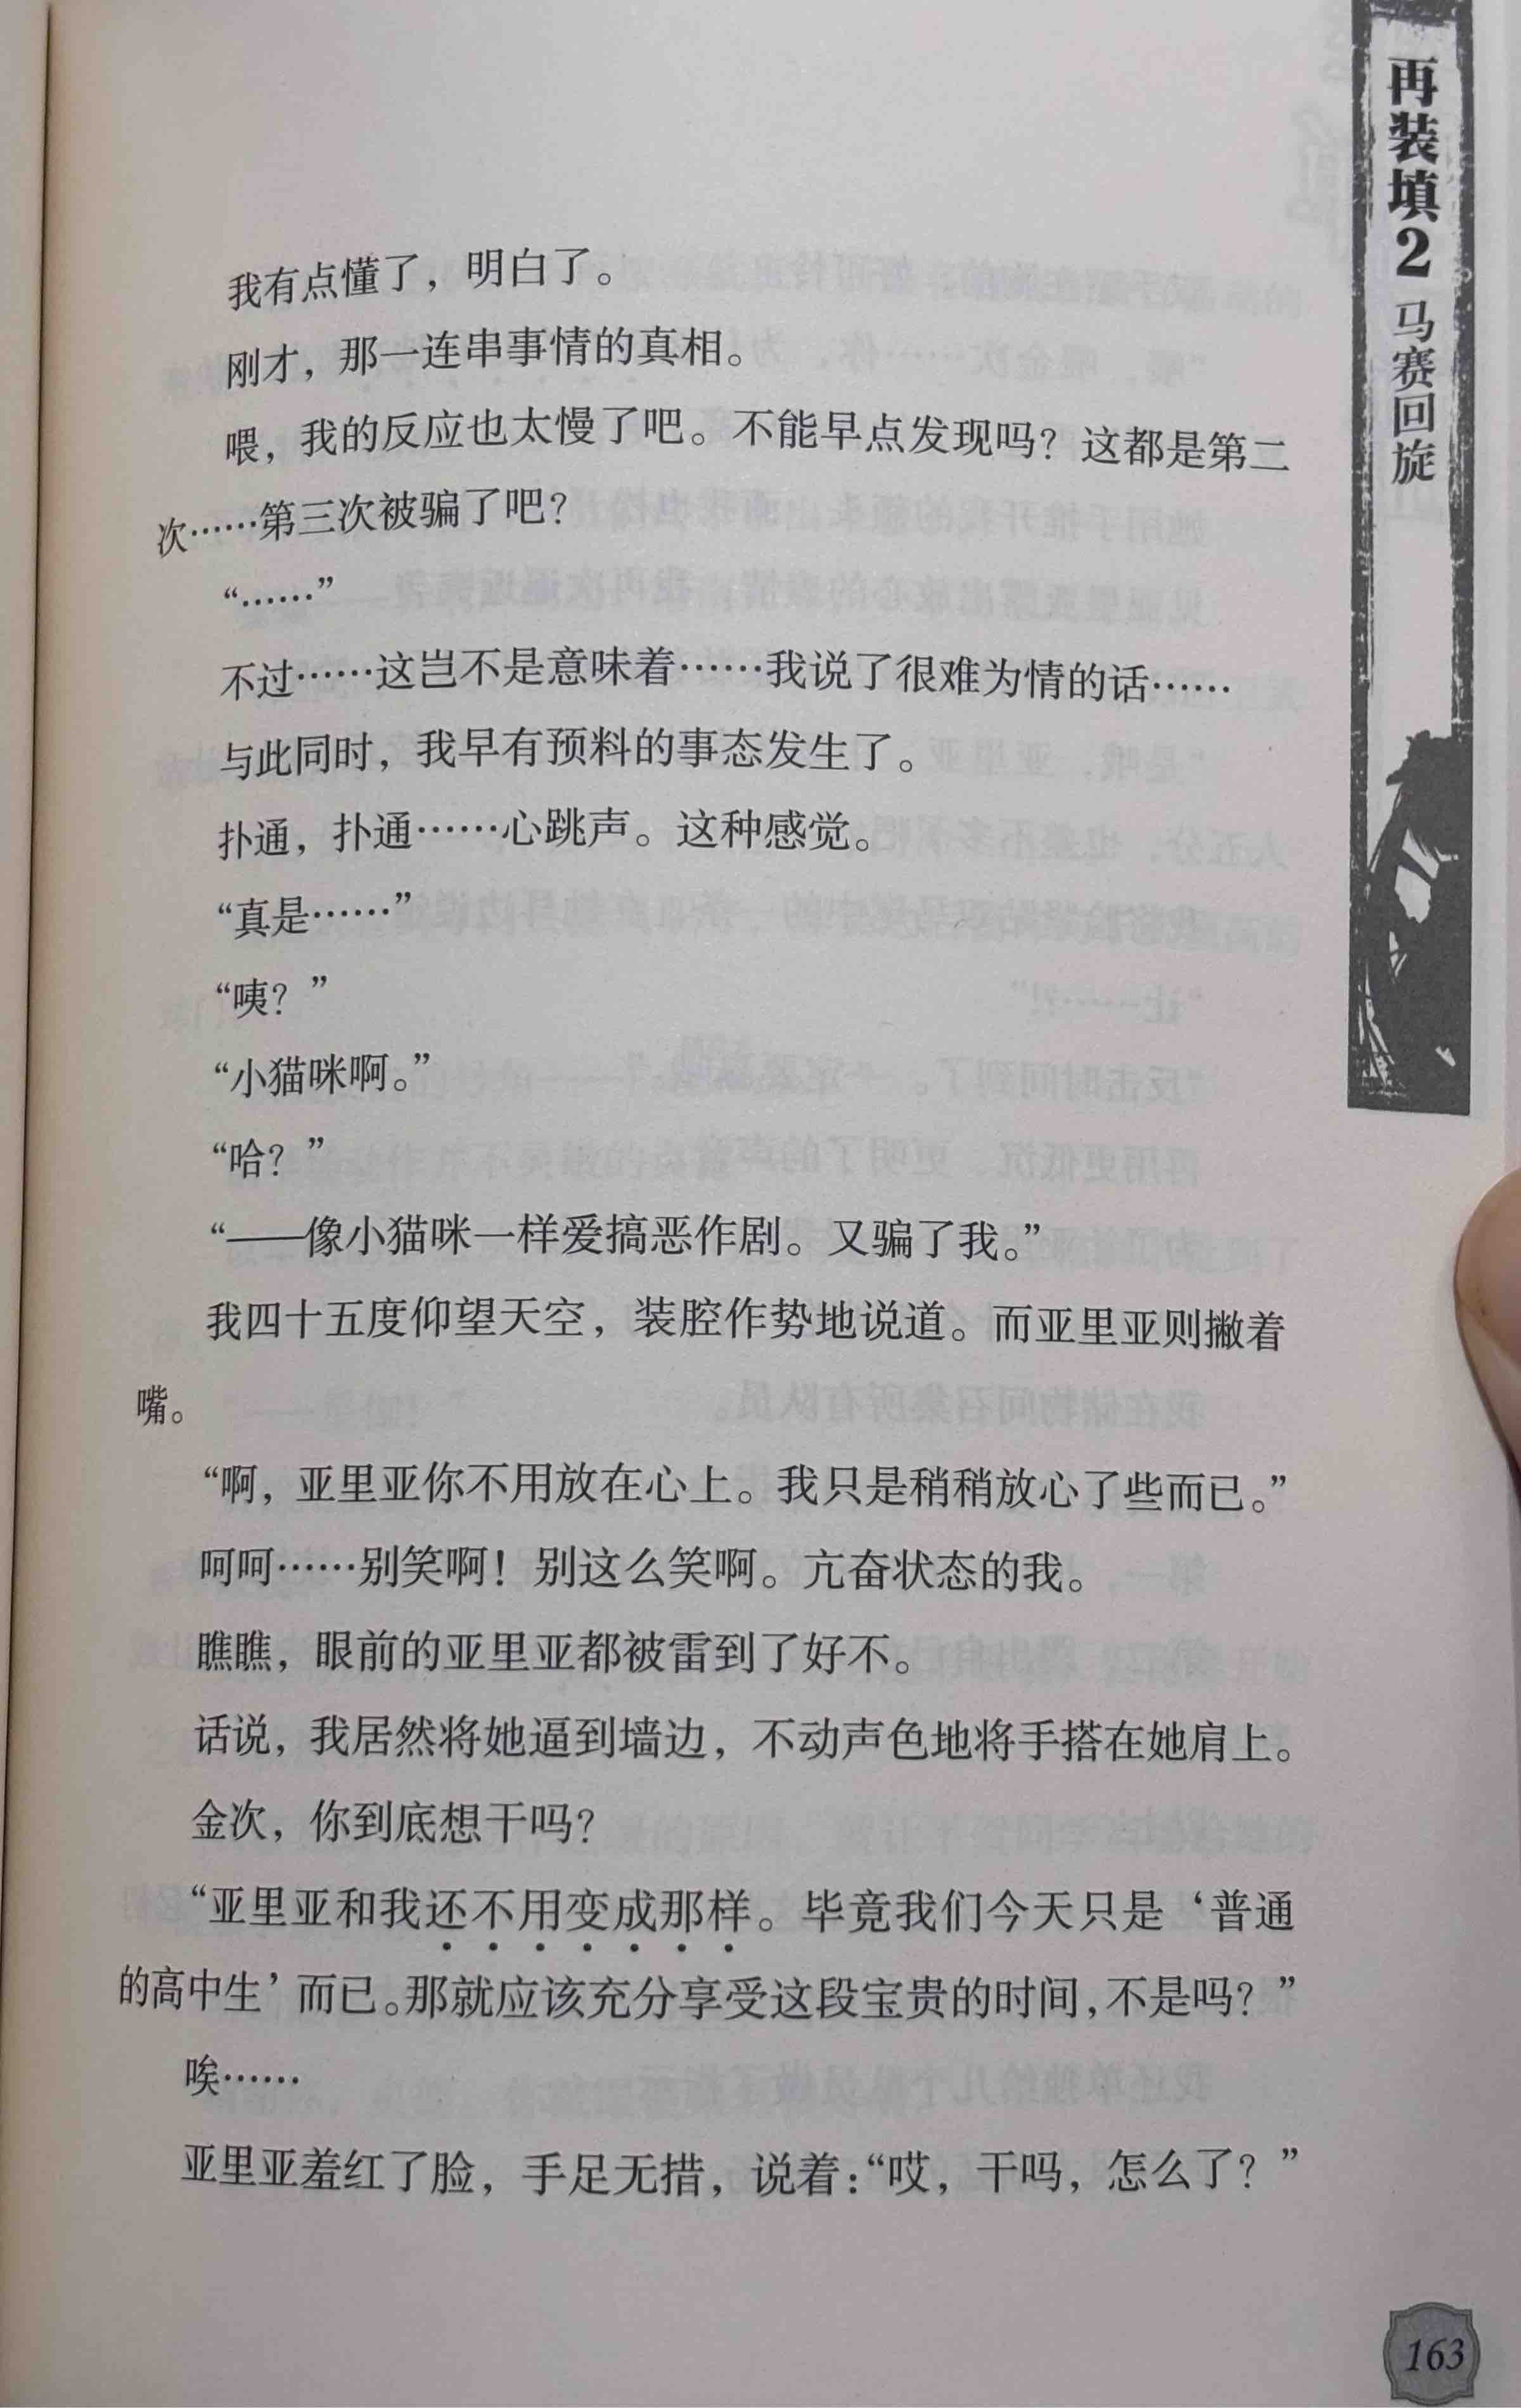 再装填2 马赛回旋
我有点懂了，明白了。
刚才，那一连串事情的真相。
喂，我的反应也太慢了吧。不能早点发现吗？这都是第二
次……第三次被骗了吧？
“……”
不过……这岂不是意味着……我说了很难为情的话……
与此同时，我早有预料的事态发生了。
扑通，扑通……心跳声。这种感觉。
“真是……”
“咦？”
“小猫咪啊。”
“哈？”
“——像小猫咪一样爱搞恶作剧。又骗了我。”
我四十五度仰望天空，装腔作势地说道。而亚里亚则撇着
嘴。
“啊，亚里亚你不用放在心上。我只是稍稍放心了些而已。”
呵呵……别笑啊！别这么笑啊。亢奋状态的我。
瞧瞧，眼前的亚里亚都被雷到了好不。
话说，我居然将她逼到墙边，不动声色地将手搭在她肩上。
金次，你到底想干吗？
“亚里亚和我还不用变成那样。毕竟我们今天只是‘普通
的高中生’而已。那就应该充分享受这段宝贵的时间，不是吗？”
唉……
亚里亚羞红了脸，手足无措，说着：“哎，干吗，怎么了？”
163